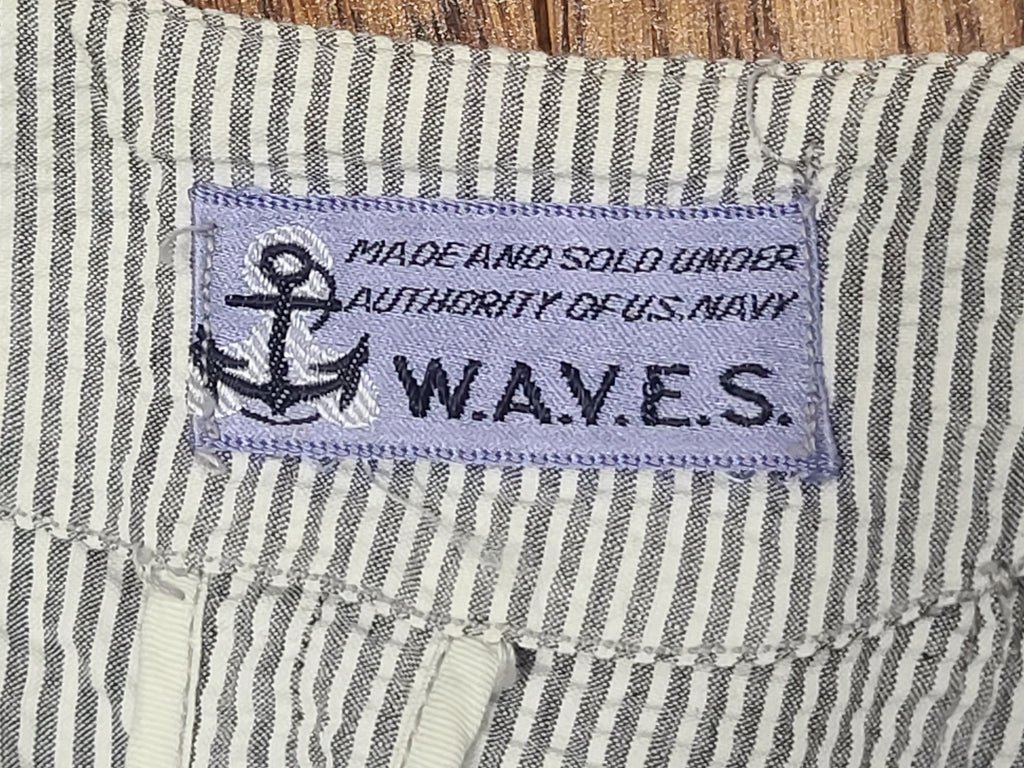 MADE AND SOLD UNDER
AUTHORITY OF U.S. NAVY
W.A.V.E.S.